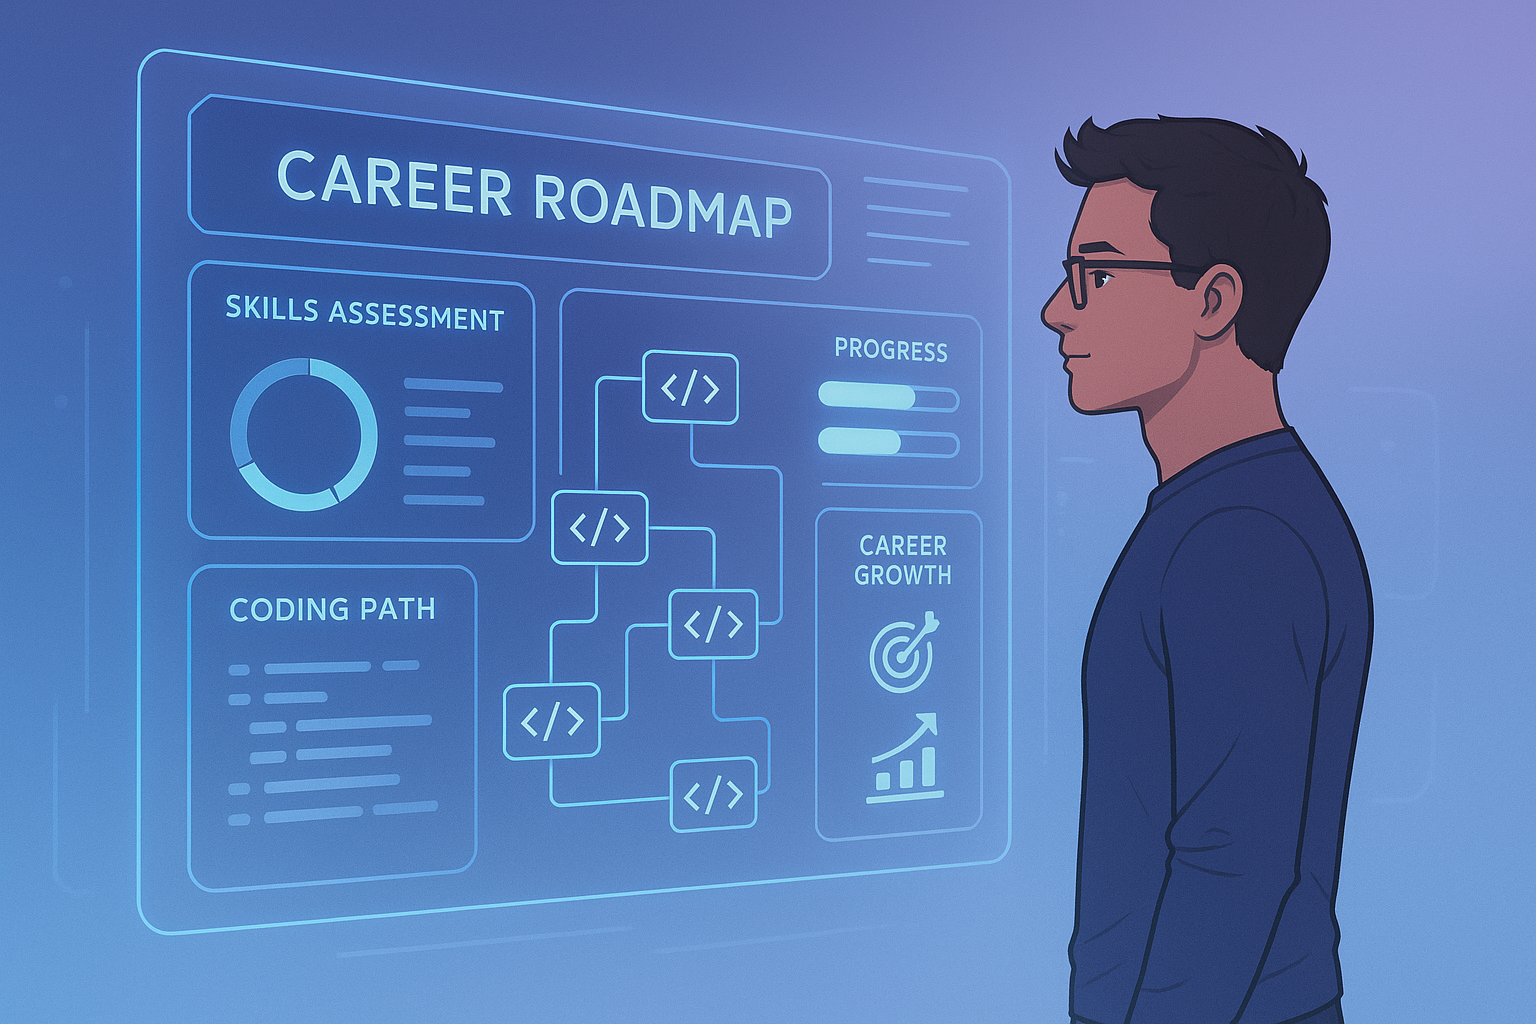 CAREER ROADMAP
SKILLS ASSESSMENT
PROGRESS
</>
</>
</>
</>
</>
CODING PATH
CAREER
GROWTH